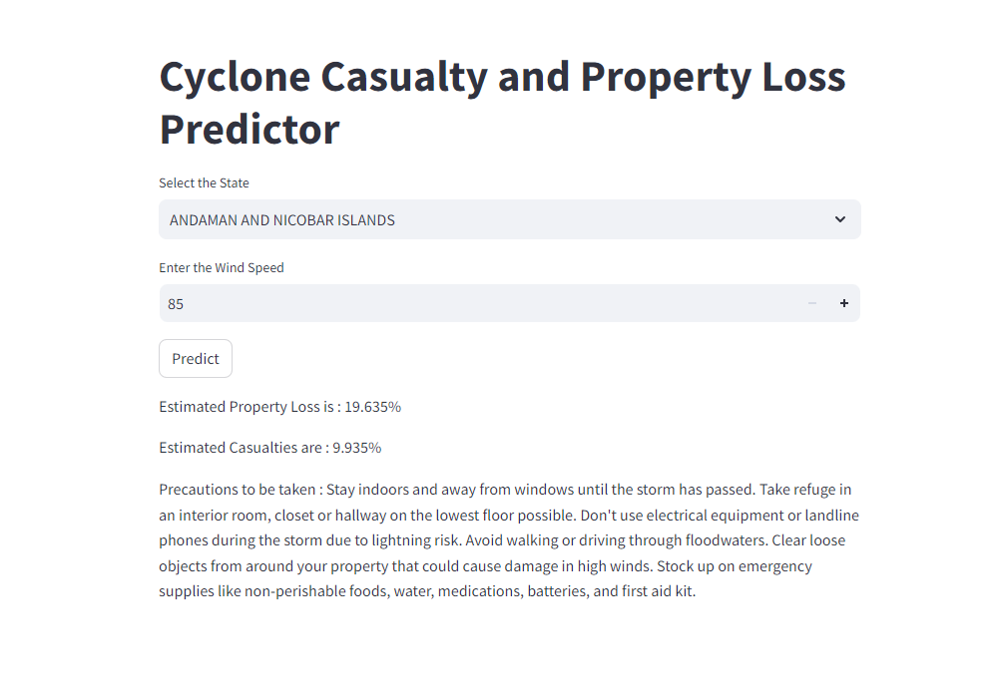 Cyclone Casualty and Property Loss
Predictor
Select the State
ANDAMAN AND NICOBAR ISLANDS
Enter the Wind Speed
85
Predict
Estimated Property Loss is : 19.635%
Estimated Casualties are : 9.935%
Precautions to be taken : Stay indoors and away from windows until the storm has passed. Take refuge in
an interior room, closet or hallway on the lowest floor possible. Don't use electrical equipment or landline
phones during the storm due to lightning risk. Avoid walking or driving through floodwaters. Clear loose
objects from around your property that could cause damage in high winds. Stock up on emergency
supplies like non-perishable foods, water, medications, batteries, and first aid kit.